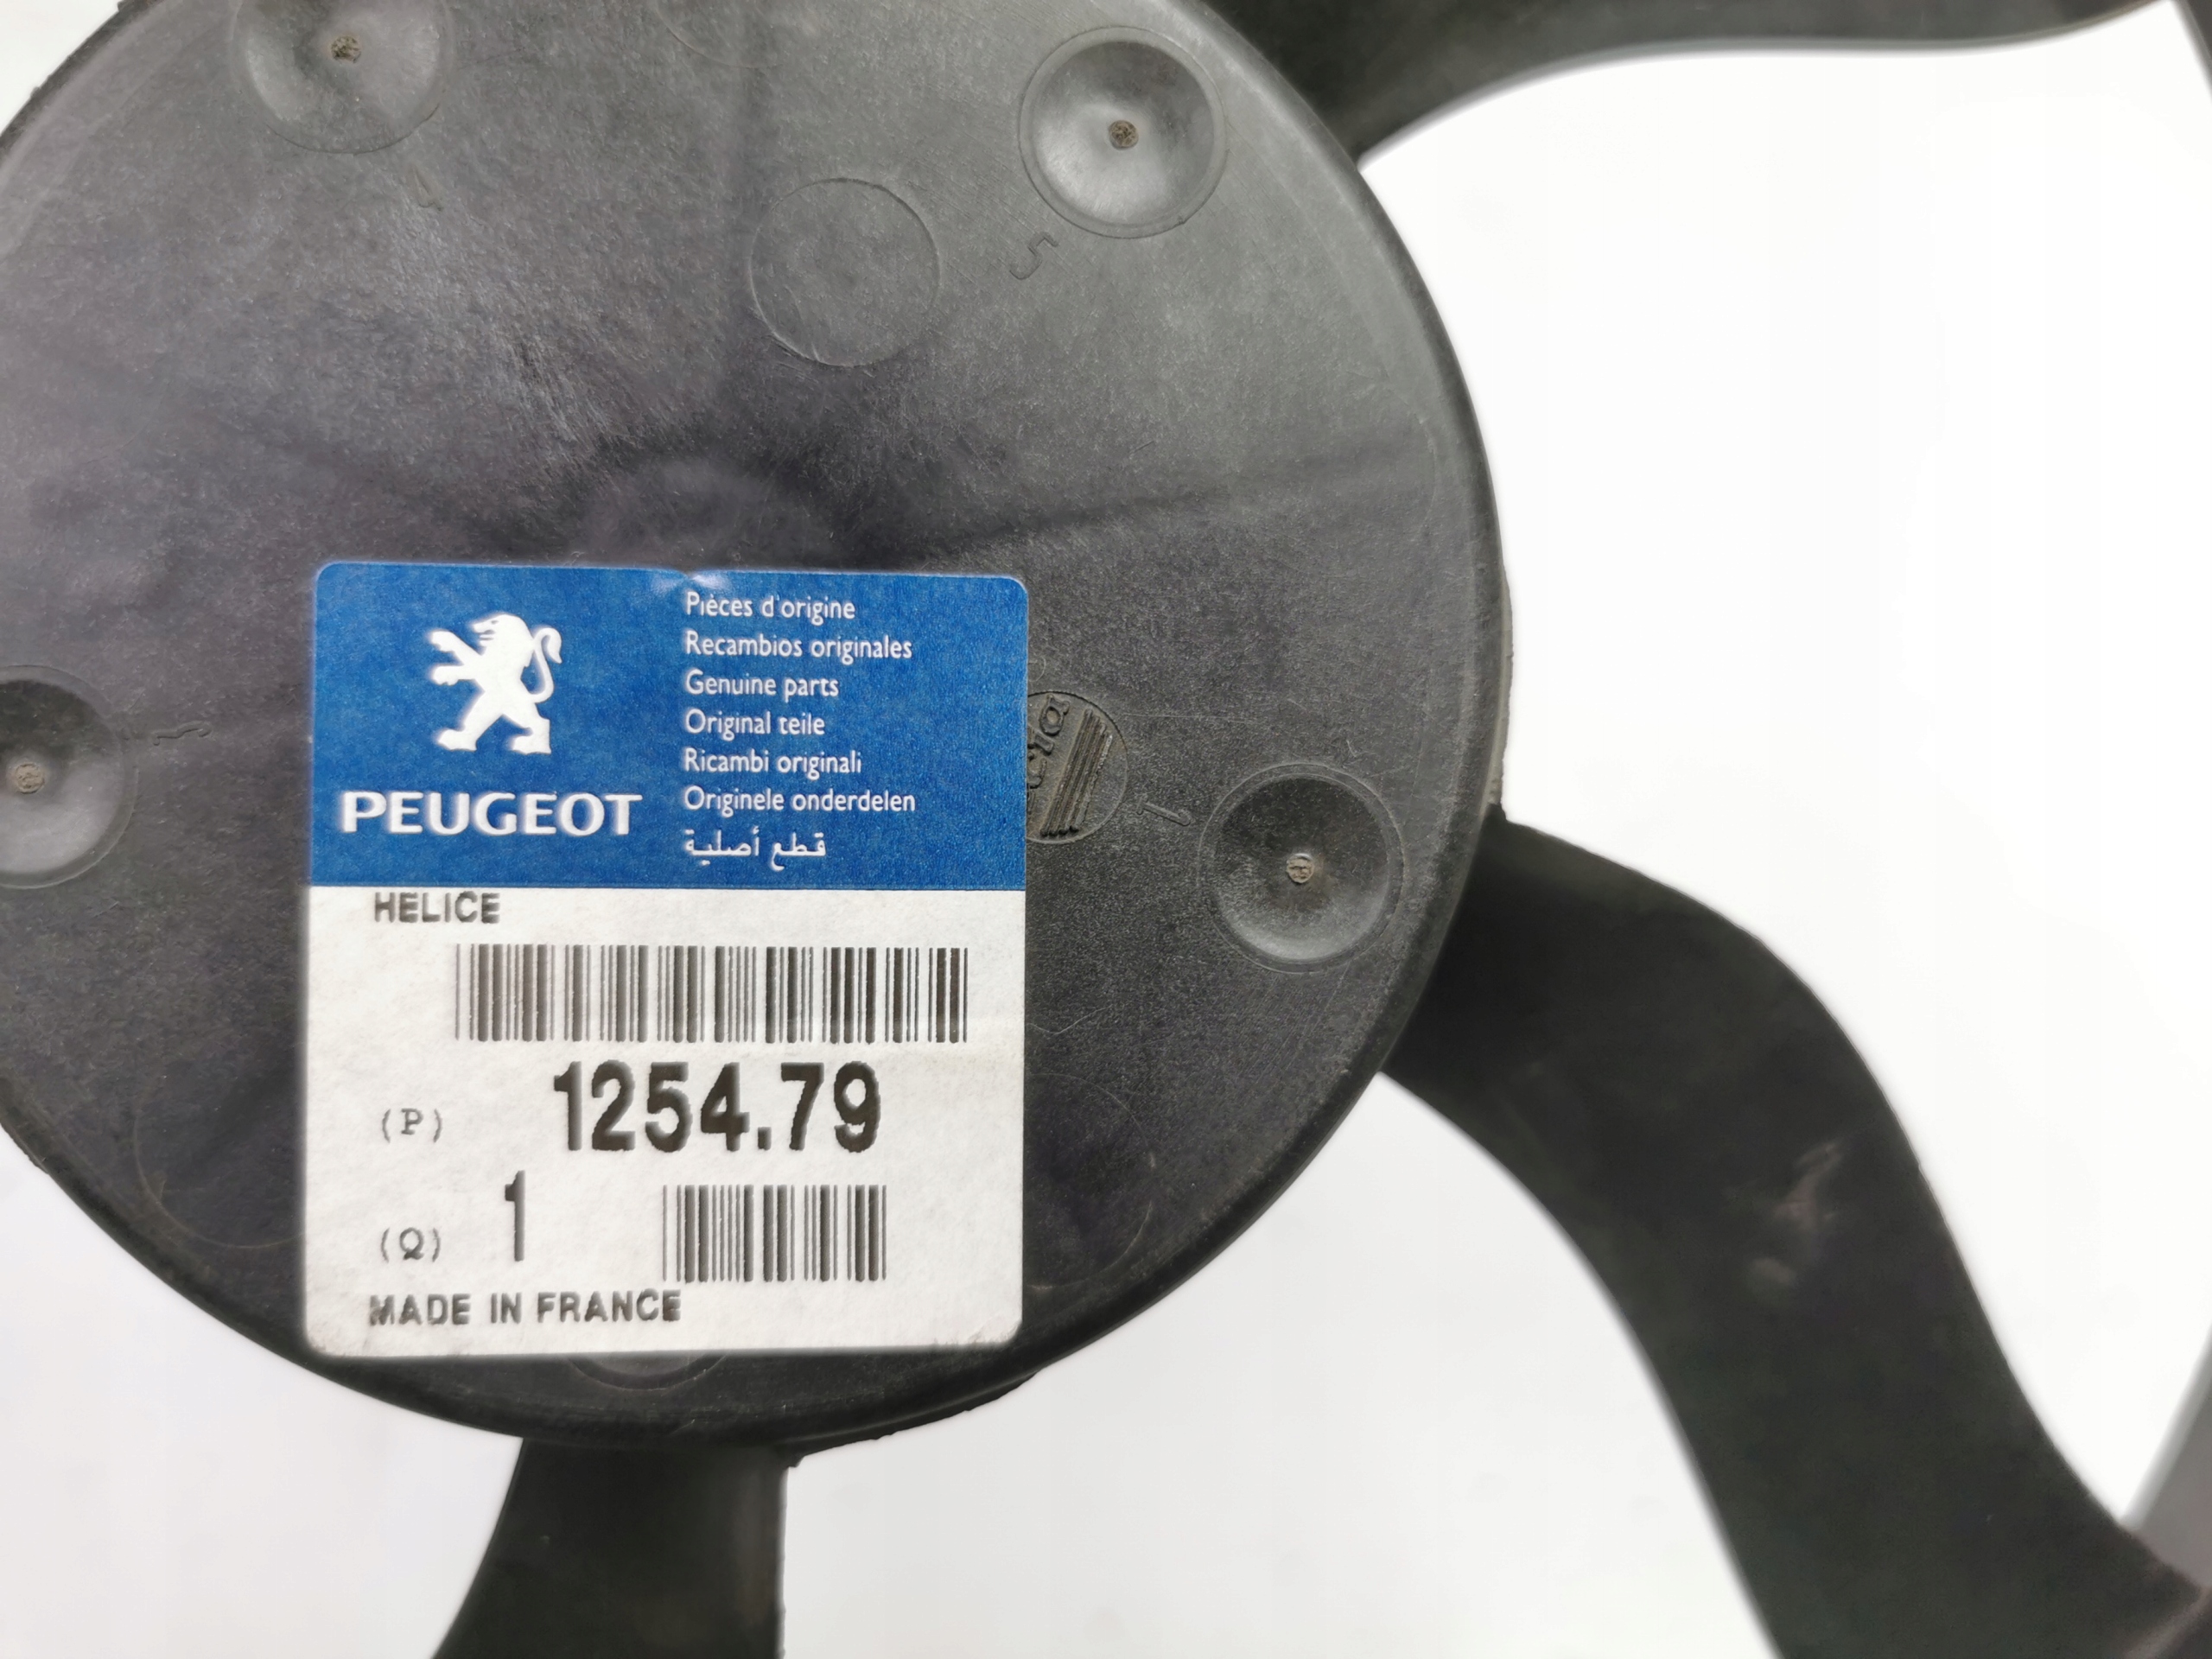 5
Pièces d'origine
Recambios originales
Genuine parts
Original teile
Ricambi originali
Originele onderdelen
قطع أصلية
PEUGEOT
HELICE
(P) 1254.79
(Q) 1
MADE IN FRANCE